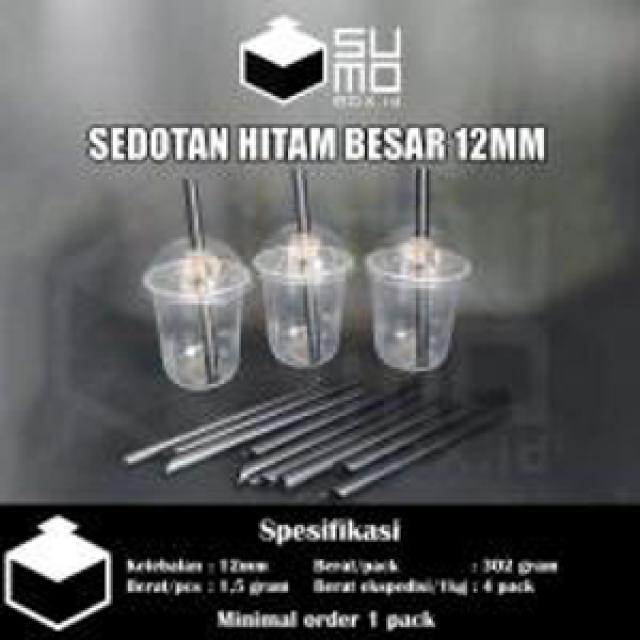 SUMO
BOX.id
SEDOTAN HITAM BESAR 12MM
Spesifikasi
Ketebalan : 12mm Berat/pack : 302 gram
Berat/pcs : 1.5 gram Berat ekspedisi/1kg : 4 pack
Minimal order 1 pack